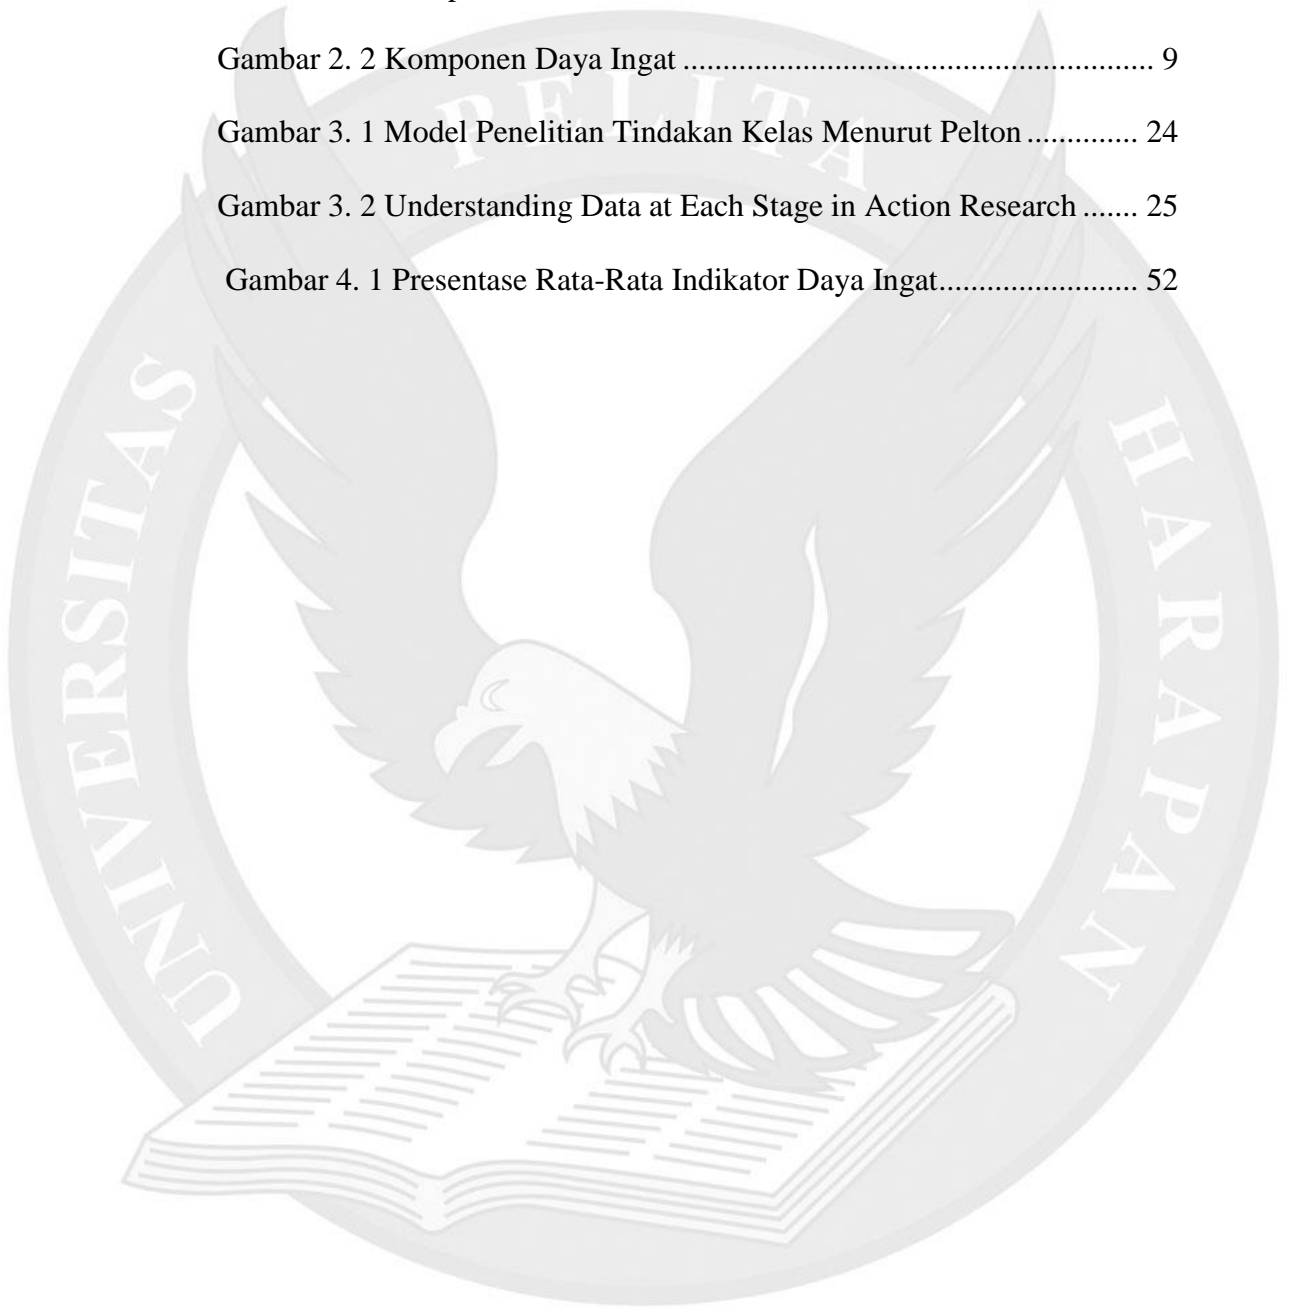 Gambar 2. 2 Komponen Daya Ingat ........................................................... 9
Gambar 3. 1 Model Penelitian Tindakan Kelas Menurut Pelton .............. 24
Gambar 3. 2 Understanding Data at Each Stage in Action Research ....... 25
Gambar 4. 1 Presentase Rata-Rata Indikator Daya Ingat......................... 52
UNIVERSITAS PELITA HARAPAN